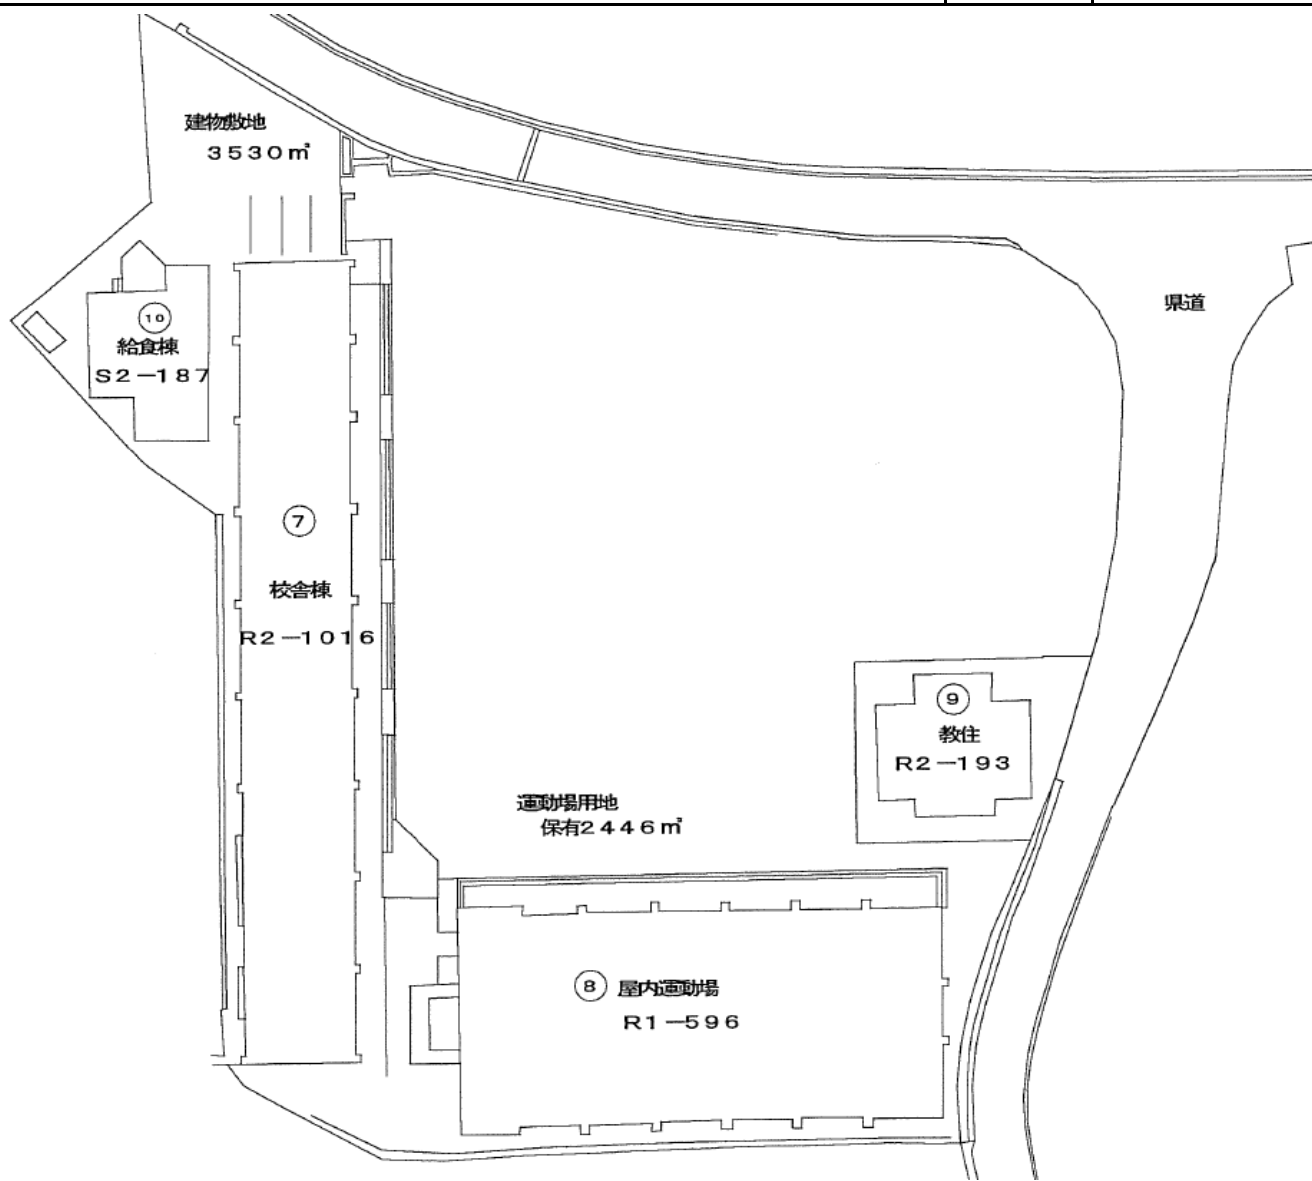 建物敷地
3530㎡
県道
10
給食棟
S2-187
7
校舎棟
R2-1016
9
教住
R2-193
運動場用地
保有2446㎡
8 屋内運動場
R1-596